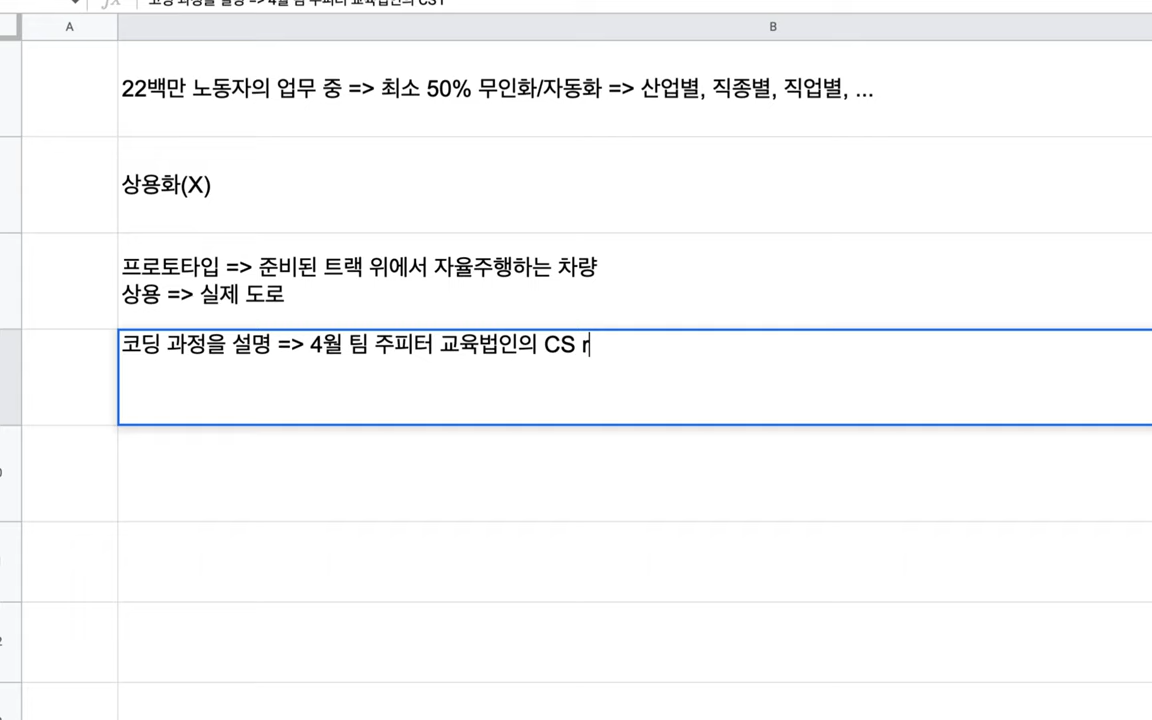 A
B
22백만 노동자의 업무 중 => 최소 50% 무인화/자동화 => 산업별, 직종별, 직업별, ...
상용화(X)
프로토타입 => 준비된 트랙 위에서 자율주행하는 차량
상용 => 실제 도로
코딩 과정을 설명 => 4월 팀 주피터 교육법인의 CS r